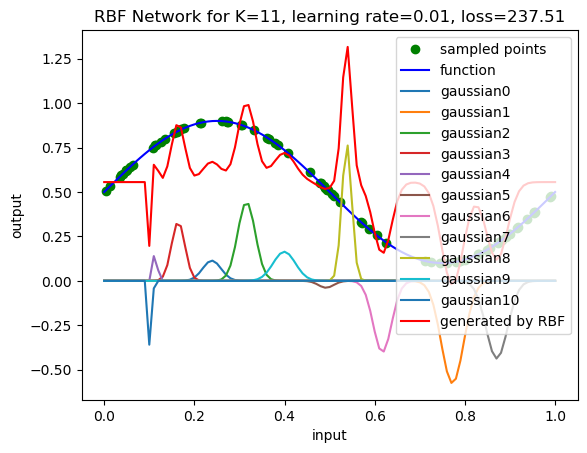 RBF Network for K=11, learning rate=0.01, loss=237.51
1.25
1.00
0.75
0.50
0.25
0.00
−0.25
−0.50
output
sampled points
function
gaussian0
gaussian1
gaussian2
gaussian3
gaussian4
gaussian5
gaussian6
gaussian7
gaussian8
gaussian9
gaussian10
generated by RBF
0.0 0.2 0.4 0.6 0.8 1.0
input